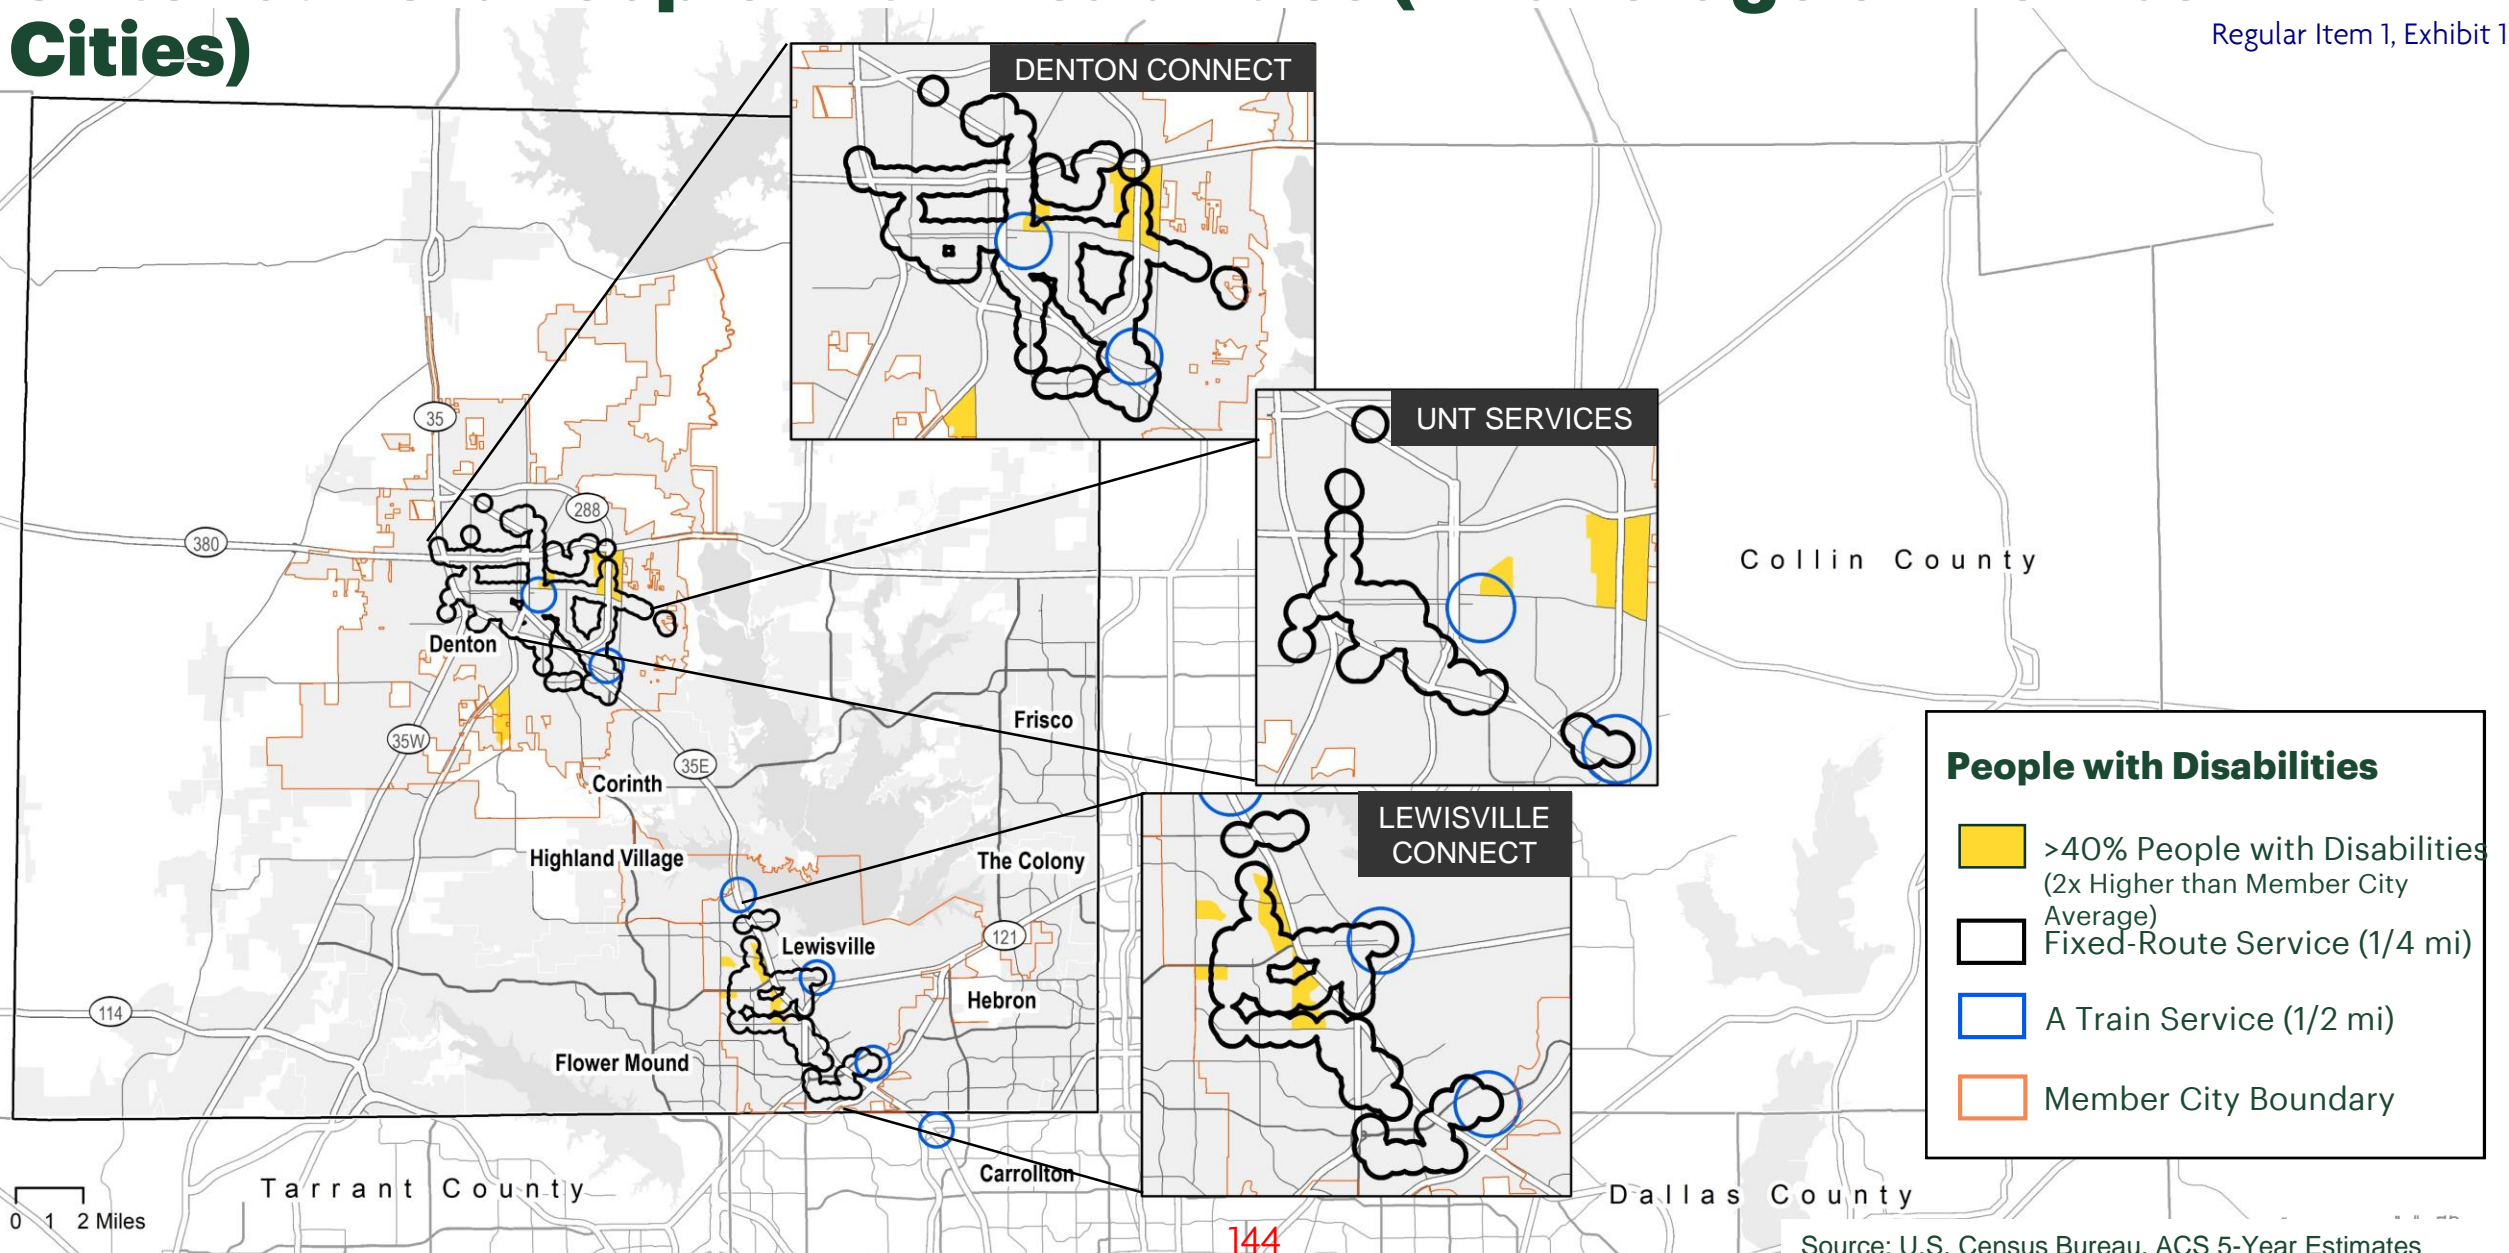 Cities)
Regular Item 1, Exhibit 1
DENTON CONNECT
UNT SERVICES
LEWISVILLE
CONNECT
35
288
380
Denton
35W
35E
Corinth
Frisco
Highland Village
The Colony
Lewisville
121
Hebron
114
Flower Mound
Carrollton
Collin County
Tarrant County
Dallas County
0 1 2 Miles
People with Disabilities
>40% People with Disabilities
(2x Higher than Member City
Average)
Fixed-Route Service (1/4 mi)
A Train Service (1/2 mi)
Member City Boundary
144
Source: U.S. Census Bureau, ACS 5-Year Estimates